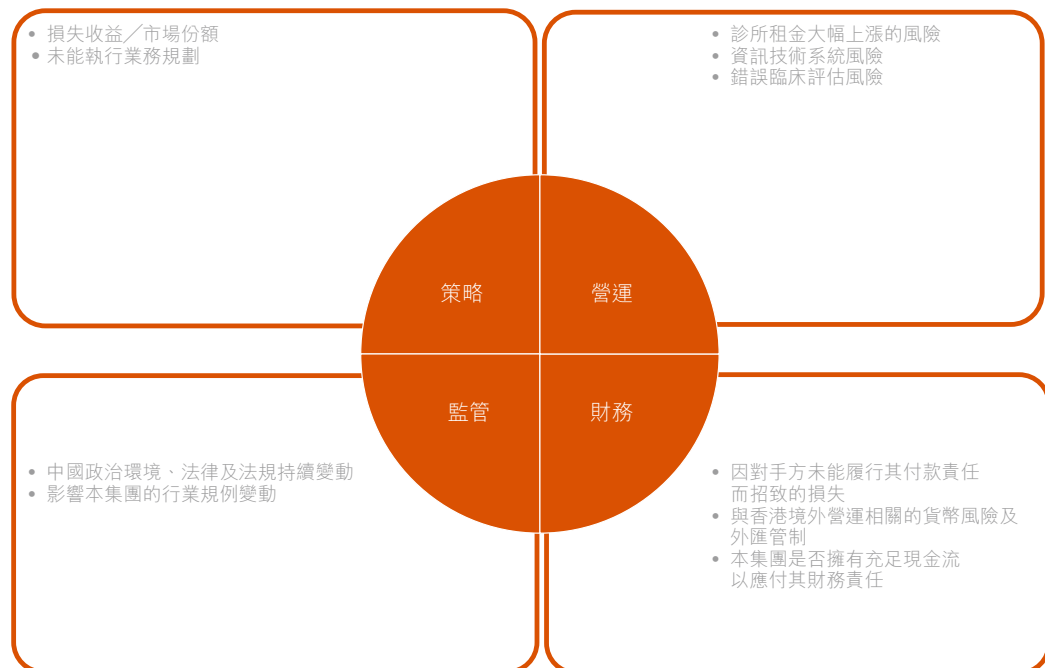 • 損失收益╱市場份額
• 未能執行業務規劃
• 診所租金大幅上漲的風險
• 資訊技術系統風險
• 錯誤臨床評估風險
策略
營運
監管
財務
• 中國政治環境、法律及法規持續變動
• 影響本集團的行業規例變動
• 因對手方未能履行其付款責任
而招致的損失
• 與香港境外營運相關的貨幣風險及
外匯管制
• 本集團是否擁有充足現金流
以應付其財務責任